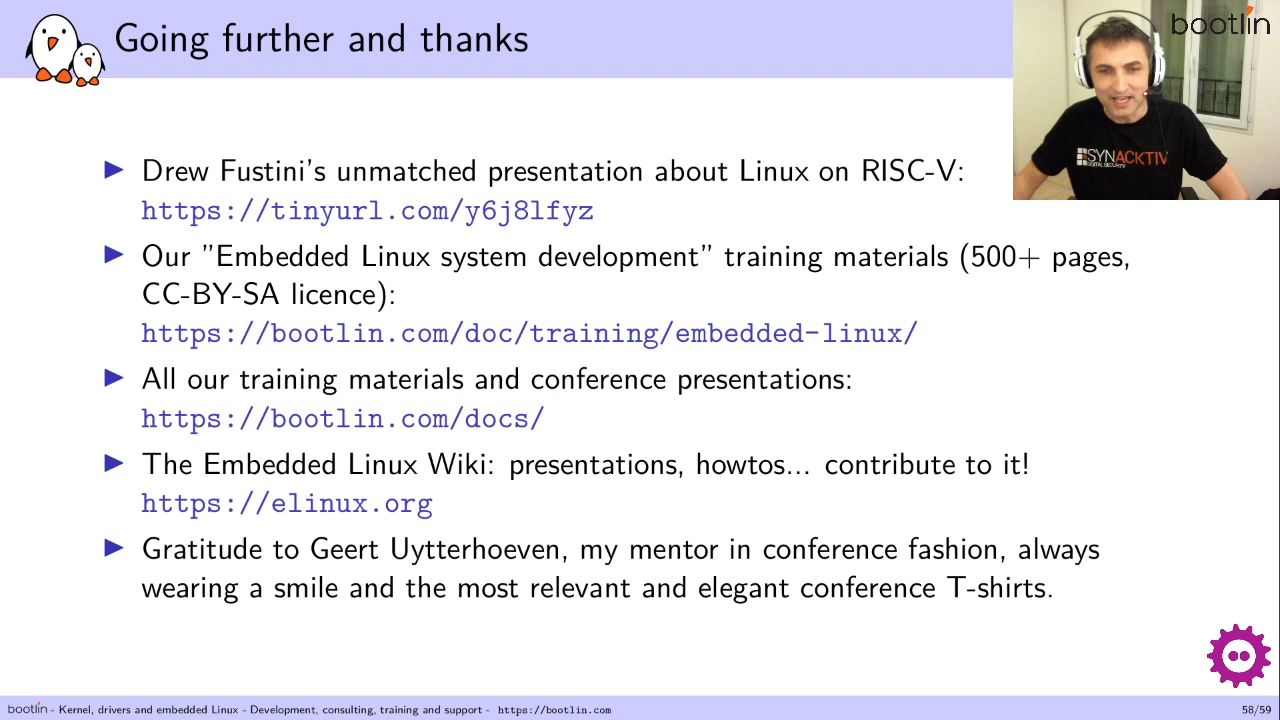 Going further and thanks
bootlin
SYNACKTIV
DIGITAL SECURITY
▶ Drew Fustini's unmatched presentation about Linux on RISC-V:
https://tinyurl.com/y6j8lfyz
▶ Our ”Embedded Linux system development” training materials (500+ pages,
CC-BY-SA licence):
https://bootlin.com/doc/training/embedded-linux/
▶ All our training materials and conference presentations:
https://bootlin.com/docs/
▶ The Embedded Linux Wiki: presentations, howtos... contribute to it!
https://elinux.org
▶ Gratitude to Geert Uytterhoeven, my mentor in conference fashion, always
wearing a smile and the most relevant and elegant conference T-shirts.
bootlin - Kernel, drivers and embedded Linux - Development, consulting, training and support - https://bootlin.com 58/59